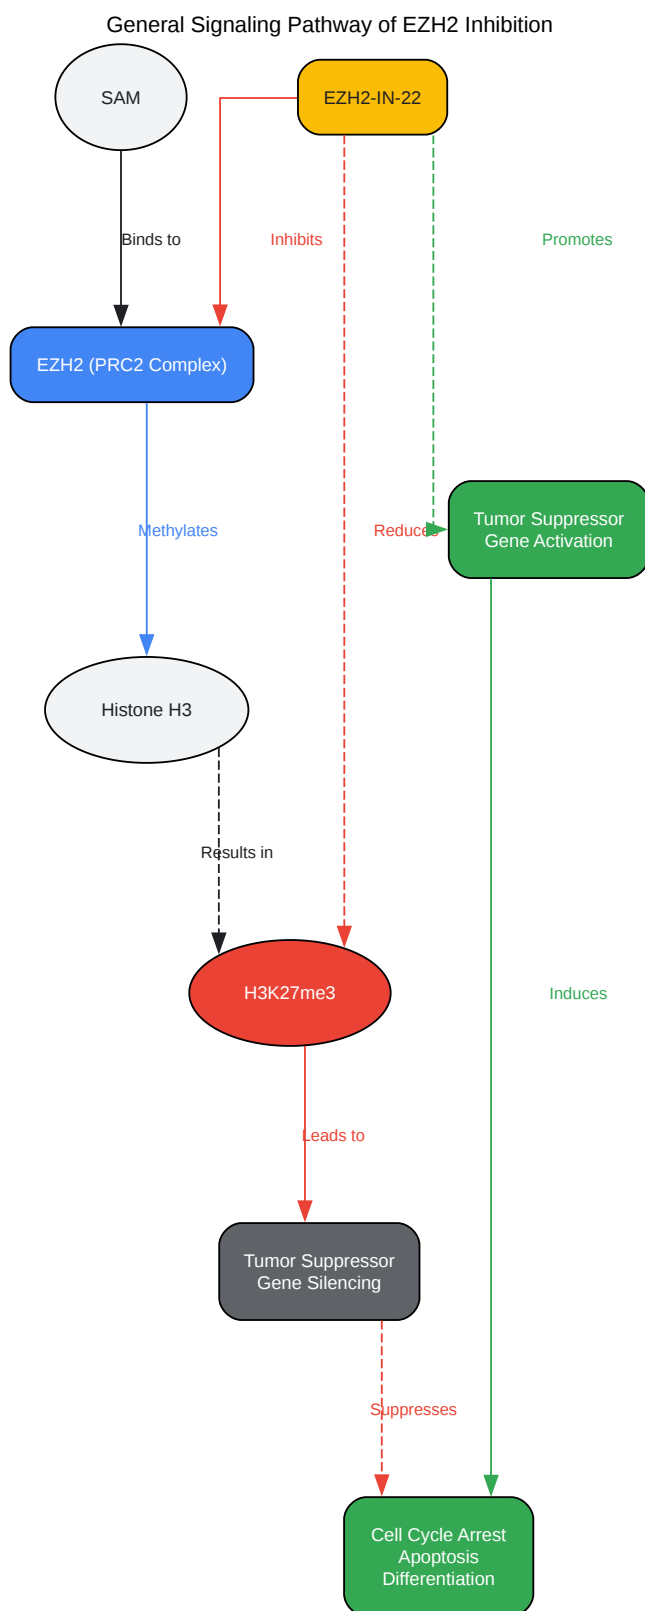 General Signaling Pathway of EZH2 Inhibition
SAM
EZH2-IN-22
Binds to
Inhibits
Promotes
EZH2 (PRC2 Complex)
Methylates
Reduces
Tumor Suppressor
Gene Activation
Histone H3
Results in
H3K27me3
Induces
Leads to
Tumor Suppressor
Gene Silencing
Suppresses
Cell Cycle Arrest
Apoptosis
Differentiation